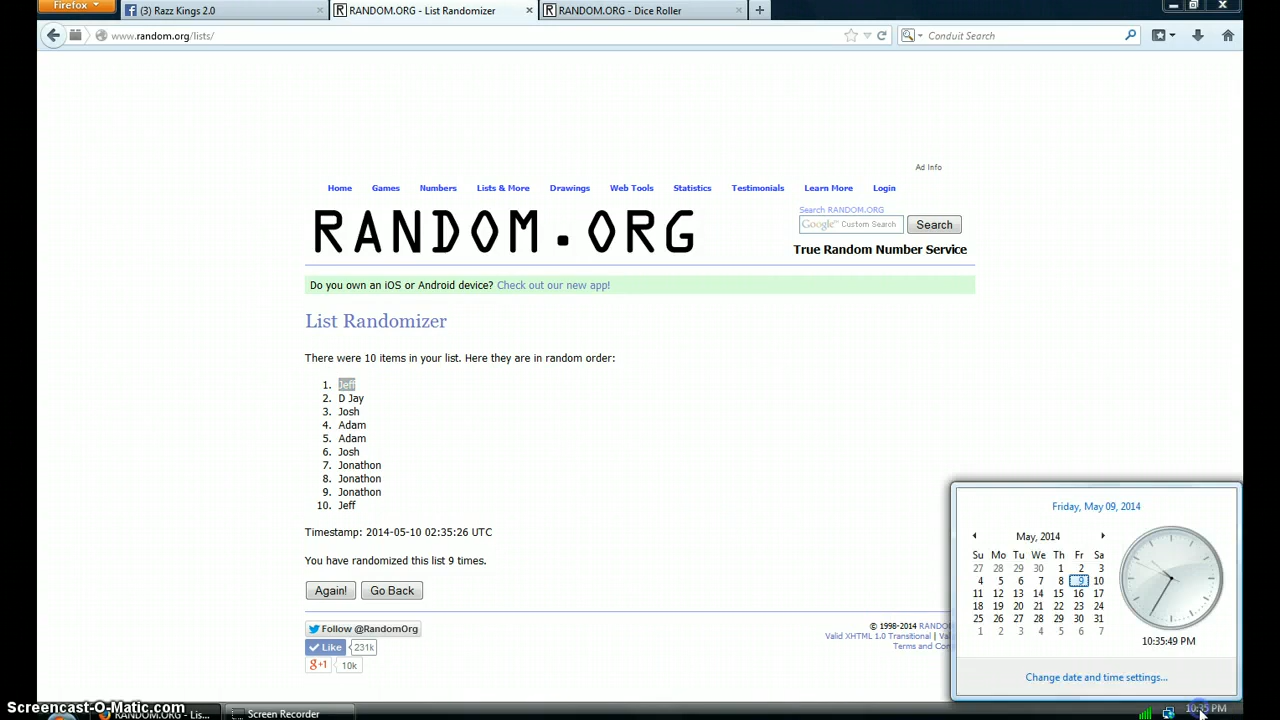 Firefox
(3) Razz Kings 2.0
RANDOM.ORG - List Randomizer
RANDOM.ORG - Dice Roller
www.random.org/lists/
Conduit Search
Ad Info
Home Games Numbers Lists & More Drawings Web Tools Statistics Testimonials Learn More Login
RANDOM.ORG
Search RANDOM.ORG
Google™ Custom Search
Search
True Random Number Service
Do you own an iOS or Android device? Check out our new app!
List Randomizer
There were 10 items in your list. Here they are in random order:
1. Jeff
2. D Jay
3. Josh
4. Adam
5. Adam
6. Josh
7. Jonathon
8. Jonathon
9. Jonathon
10. Jeff
Timestamp: 2014-05-10 02:35:26 UTC
You have randomized this list 9 times.
Again! Go Back
Follow @RandomOrg
Like 231k
g+1 10k
© 1998-2014 RANDO
Valid XHTML 1.0 Transitional | Val
Terms and Con
Friday, May 09, 2014
May, 2014
Su Mo Tu We Th Fr Sa
27 28 29 30 1 2 3
4 5 6 7 8 9 10
11 12 13 14 15 16 17
18 19 20 21 22 23 24
25 26 27 28 29 30 31
1 2 3 4 5 6 7
10:35:49 PM
Change date and time settings...
Screencast-O-Matic.com
RANDOM.ORG - Lis...
Screen Recorder
10:35 PM